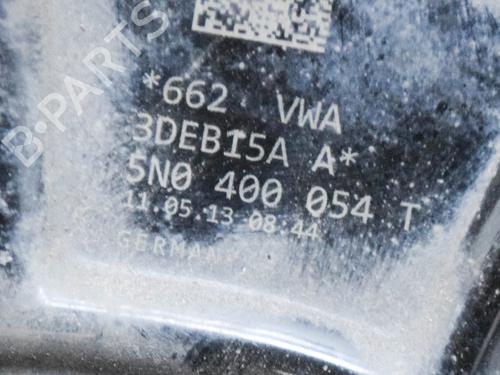 B-PARTS
*662 VWA
3DEB15A A*
5N0 400 054 T
11.05.13-08:44
GERMANY